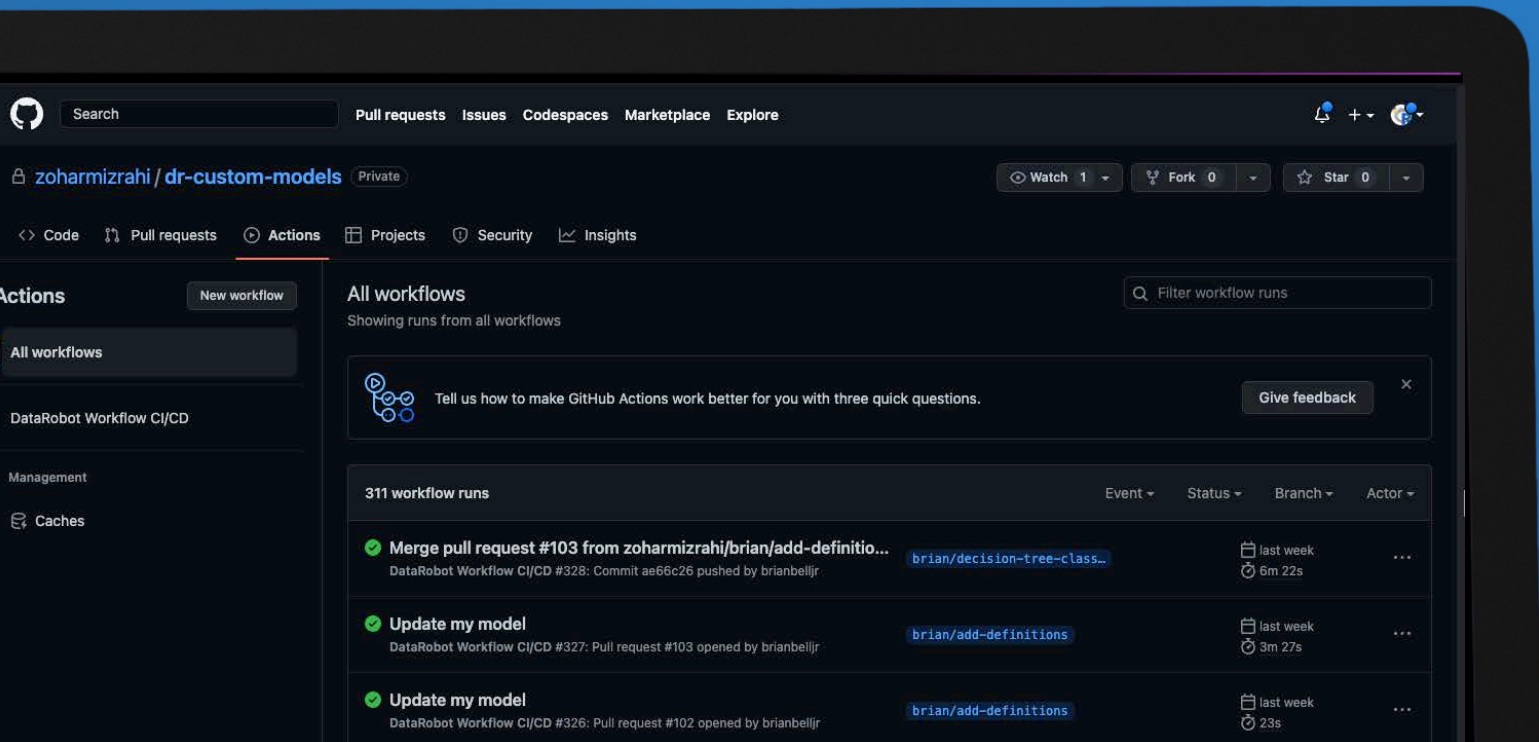 Search Pull requests Issues Codespaces Marketplace Explore
zoharmizrahi / dr-custom-models Private Watch 1 Fork 0 Star 0
Code Pull requests Actions Projects Security Insights
Actions New workflow
All workflows
DataRobot Workflow CI/CD
Management
Caches
All workflows
Filter workflow runs
Showing runs from all workflows
Tell us how to make GitHub Actions work better for you with three quick questions. Give feedback
311 workflow runs Event Status Branch Actor
Merge pull request #103 from zoharmizrahi/brian/add-definitio...
DataRobot Workflow CI/CD #328: Commit ae66c26 pushed by brianbelljr
brian/decision-tree-class…
last week
6m 22s
Update my model
DataRobot Workflow CI/CD #327: Pull request #103 opened by brianbelljr
brian/add-definitions
last week
3m 27s
Update my model
DataRobot Workflow CI/CD #326: Pull request #102 opened by brianbelljr
brian/add-definitions
last week
23s